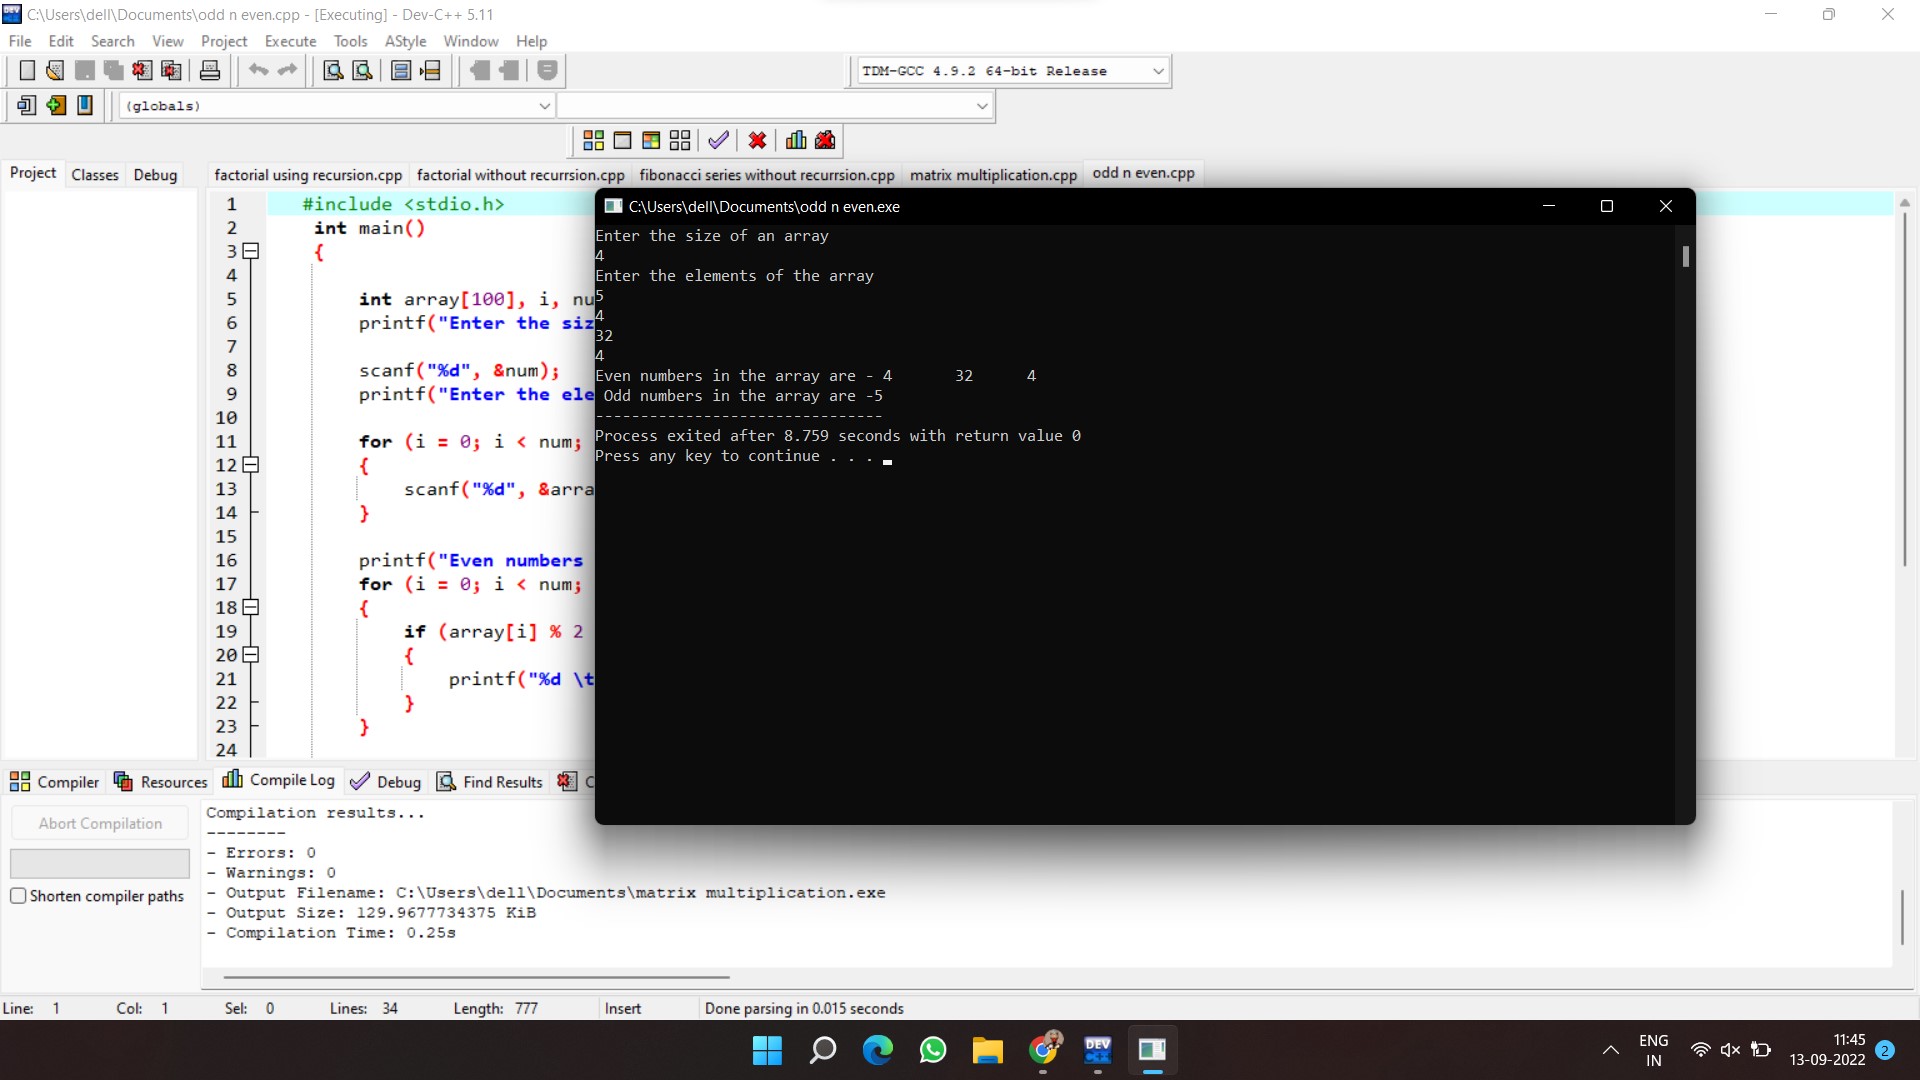 C:\Users\dell\Documents\odd n even.cpp - [Executing] - Dev-C++ 5.11
File Edit Search View Project Execute Tools AStyle Window Help
TDM-GCC 4.9.2 64-bit Release
(globals)
Project Classes Debug
factorial using recursion.cpp factorial without recurrsion.cpp fibonacci series without recurrsion.cpp matrix multiplication.cpp odd n even.cpp
1 #include <stdio.h>
2 int main()
3 {
4
5 int array[100], i, nu
6 printf("Enter the siz
7
8 scanf("%d", &num);
9 printf("Enter the ele
10
11 for (i = 0; i < num;
12 {
13 scanf("%d", &arra
14 }
15
16 printf("Even numbers
17 for (i = 0; i < num;
18 {
19 if (array[i] % 2
20 {
21 printf("%d \t
22 }
23 }
24
C:\Users\dell\Documents\odd n even.exe
Enter the size of an array
4
Enter the elements of the array
5
4
32
4
Even numbers in the array are - 4 32 4
Odd numbers in the array are -5
--------------------------------
Process exited after 8.759 seconds with return value 0
Press any key to continue . . .
Compiler Resources Compile Log Debug Find Results C
Abort Compilation
Shorten compiler paths
Compilation results...
--------
- Errors: 0
- Warnings: 0
- Output Filename: C:\Users\dell\Documents\matrix multiplication.exe
- Output Size: 129.9677734375 KiB
- Compilation Time: 0.25s
Line: 1 Col: 1 Sel: 0 Lines: 34 Length: 777 Insert Done parsing in 0.015 seconds
DEV C++
ENG
IN
11:45
13-09-2022
2